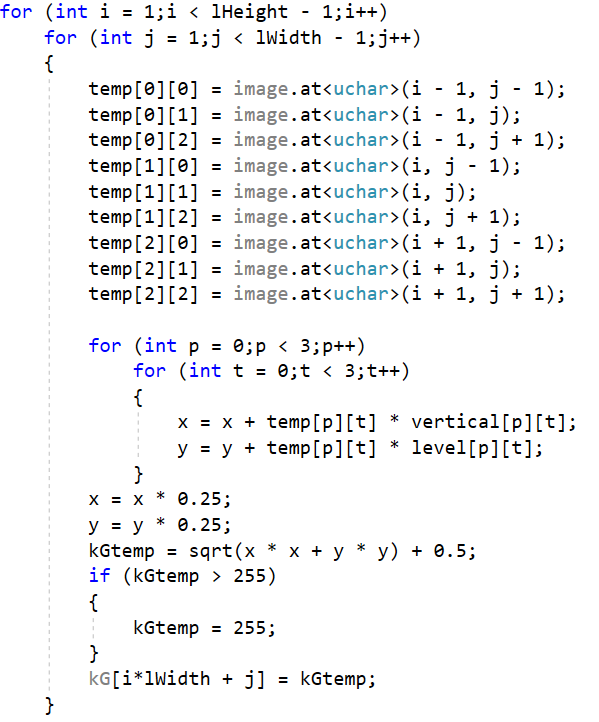 for (int i = 1;i < lHeight - 1;i++)
    for (int j = 1;j < lWidth - 1;j++)
    {
        temp[0][0] = image.at<uchar>(i - 1, j - 1);
        temp[0][1] = image.at<uchar>(i - 1, j);
        temp[0][2] = image.at<uchar>(i - 1, j + 1);
        temp[1][0] = image.at<uchar>(i, j - 1);
        temp[1][1] = image.at<uchar>(i, j);
        temp[1][2] = image.at<uchar>(i, j + 1);
        temp[2][0] = image.at<uchar>(i + 1, j - 1);
        temp[2][1] = image.at<uchar>(i + 1, j);
        temp[2][2] = image.at<uchar>(i + 1, j + 1);

        for (int p = 0;p < 3;p++)
            for (int t = 0;t < 3;t++)
            {
                x = x + temp[p][t] * vertical[p][t];
                y = y + temp[p][t] * level[p][t];
            }
        x = x * 0.25;
        y = y * 0.25;
        kGtemp = sqrt(x * x + y * y) + 0.5;
        if (kGtemp > 255)
        {
            kGtemp = 255;
        }
        kG[i*lWidth + j] = kGtemp;
    }